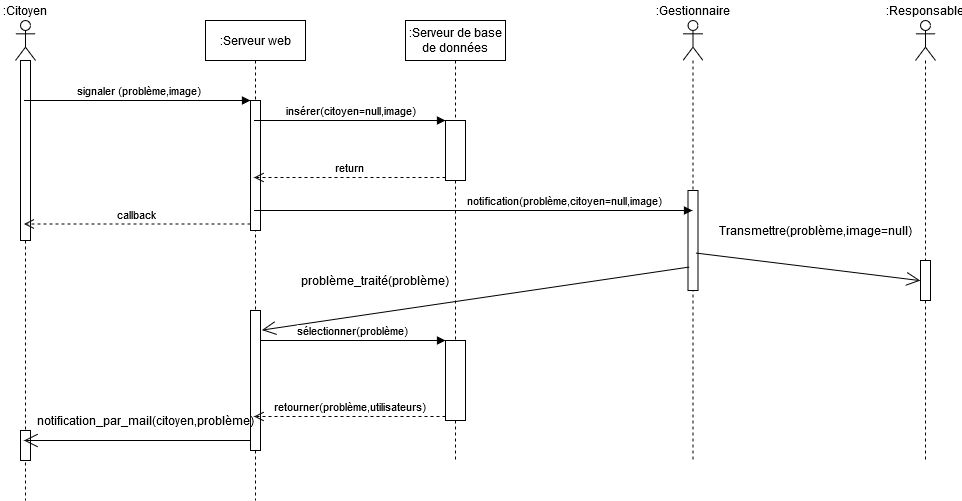 :Citoyen
:Serveur web
:Serveur de base
de données
:Gestionnaire
:Responsable
signaler (problème,image)
insérer(citoyen=null,image)
return
notification(problème,citoyen=null,image)
callback
Transmettre(problème,image=null)
problème_traité(problème)
sélectionner(problème)
retourner(problème,utilisateurs)
notification_par_mail(citoyen,problème)